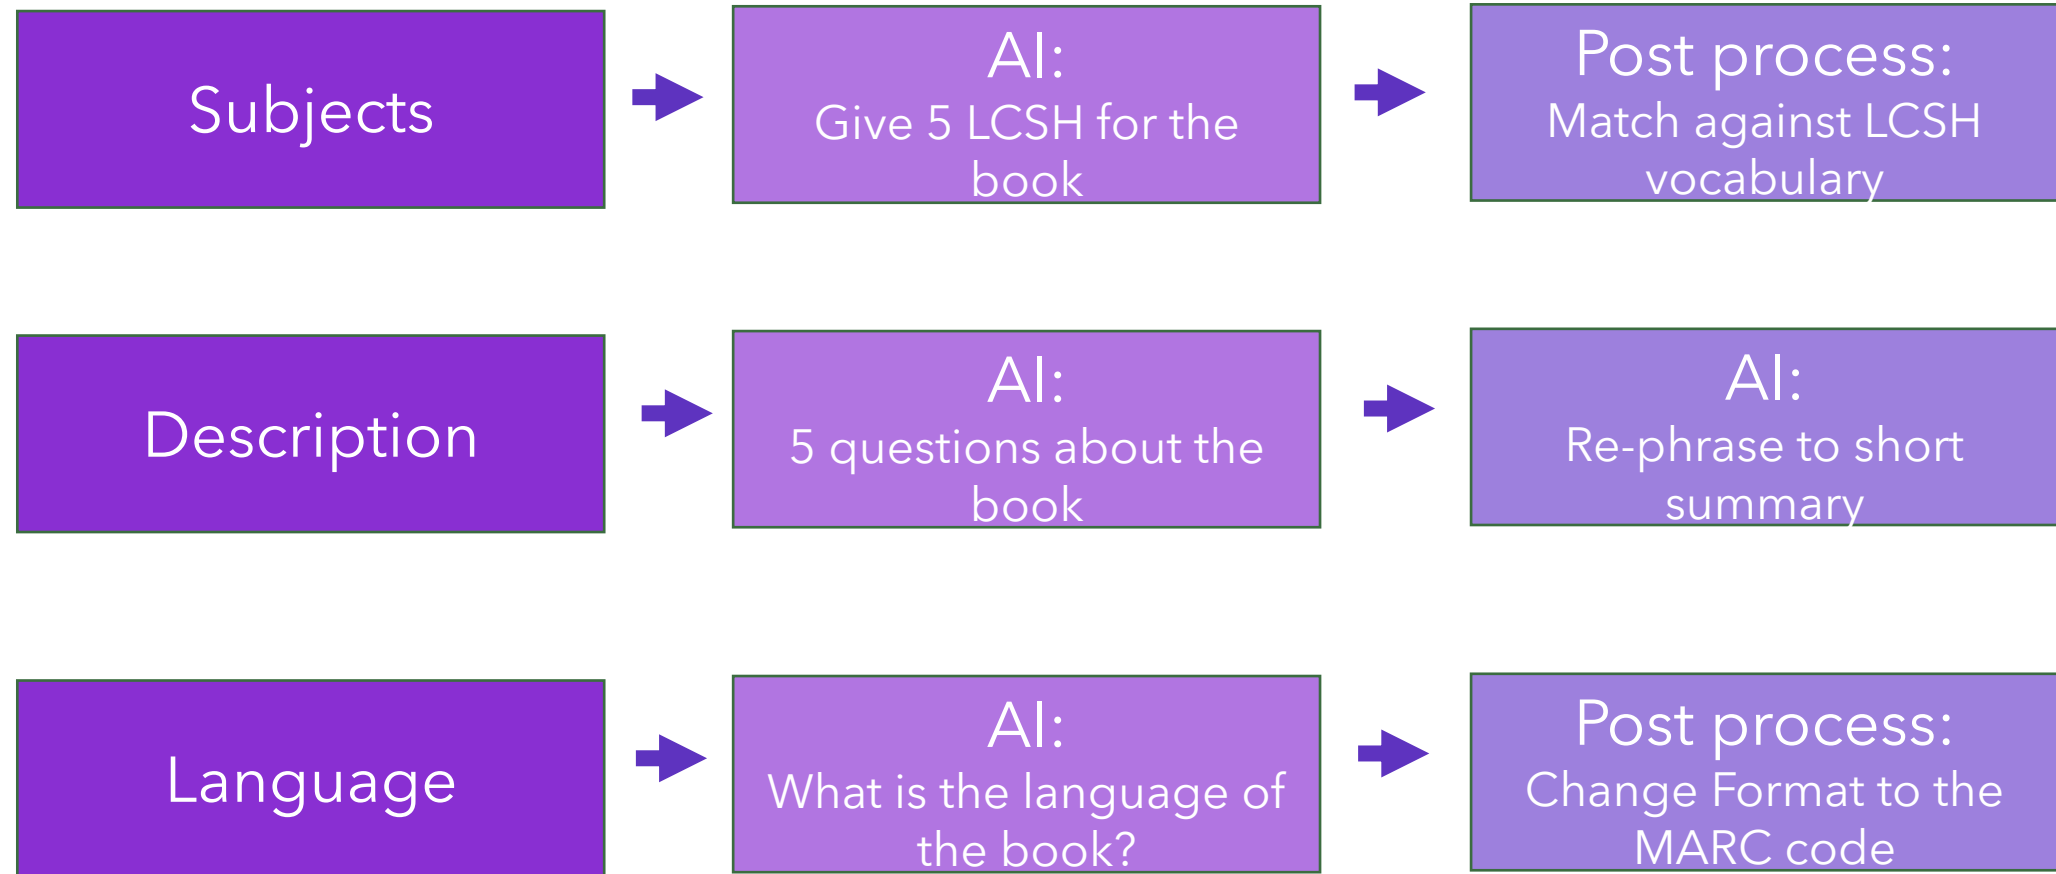 Subjects
AI:
Give 5 LCSH for the
book
Post process:
Match against LCSH
vocabulary
Description
AI:
5 questions about the
book
AI:
Re-phrase to short
summary
Language
AI:
What is the language of
the book?
Post process:
Change Format to the
MARC code